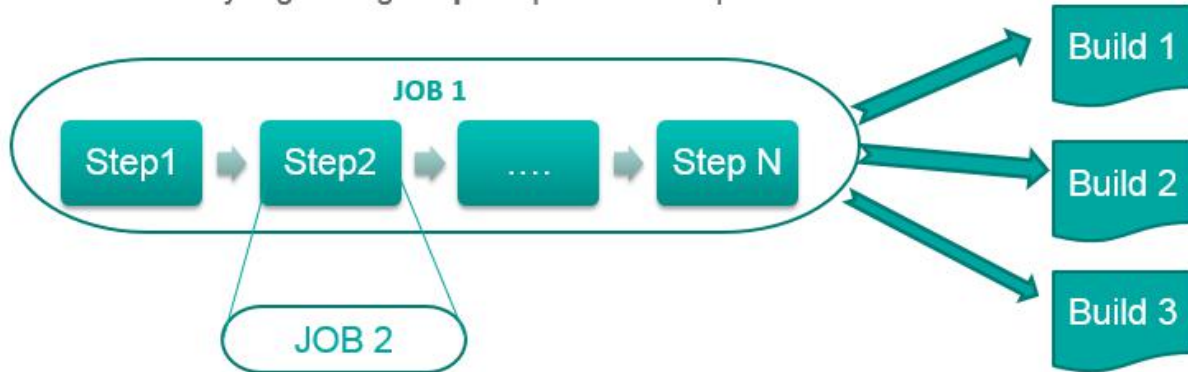 JOB 1
Step1
Step2
....
Step N
JOB 2
Build 1
Build 2
Build 3